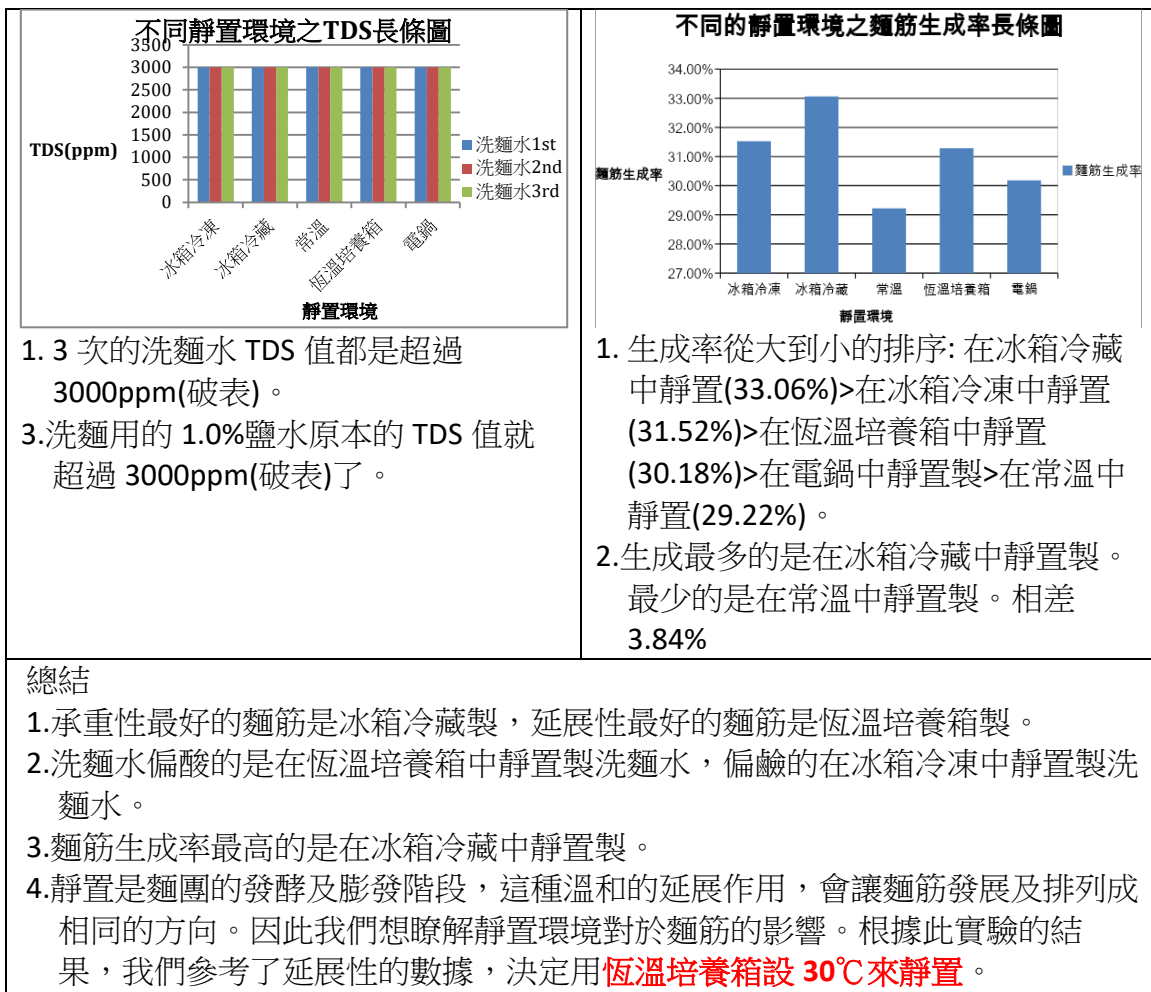 不同靜置環境之TDS長條圖
3500
3000
2500
2000
1500
1000
500
0
TDS(ppm)
洗麵水1st
洗麵水2nd
洗麵水3rd
冰箱冷凍
冰箱冷藏
常溫
恆溫培養箱
電鍋
靜置環境
1. 3 次的洗麵水 TDS 值都是超過
3000ppm(破表)。
3.洗麵用的 1.0%鹽水原本的 TDS 值就
超過 3000ppm(破表)了。
不同的靜置環境之麵筋生成率長條圖
34.00%
33.00%
32.00%
31.00%
30.00%
29.00%
28.00%
27.00%
麵筋生成率
麵筋生成率
冰箱冷凍
冰箱冷藏
常溫
恆溫培養箱
電鍋
靜置環境
1. 生成率從大到小的排序: 在冰箱冷藏
中靜置(33.06%)>在冰箱冷凍中靜置
(31.52%)>在恆溫培養箱中靜置
(30.18%)>在電鍋中靜置製>在常溫中
靜置(29.22%)。
2.生成最多的是在冰箱冷藏中靜置製。
最少的是在常溫中靜置製。相差
3.84%
總結
1.承重性最好的麵筋是冰箱冷藏製，延展性最好的麵筋是恆溫培養箱製。
2.洗麵水偏酸的是在恆溫培養箱中靜置製洗麵水，偏鹼的在冰箱冷凍中靜置製洗
麵水。
3.麵筋生成率最高的是在冰箱冷藏中靜置製。
4.靜置是麵團的發酵及膨發階段，這種溫和的延展作用，會讓麵筋發展及排列成
相同的方向。因此我們想瞭解靜置環境對於麵筋的影響。根據此實驗的結
果，我們參考了延展性的數據，決定用恆溫培養箱設 30℃來靜置。